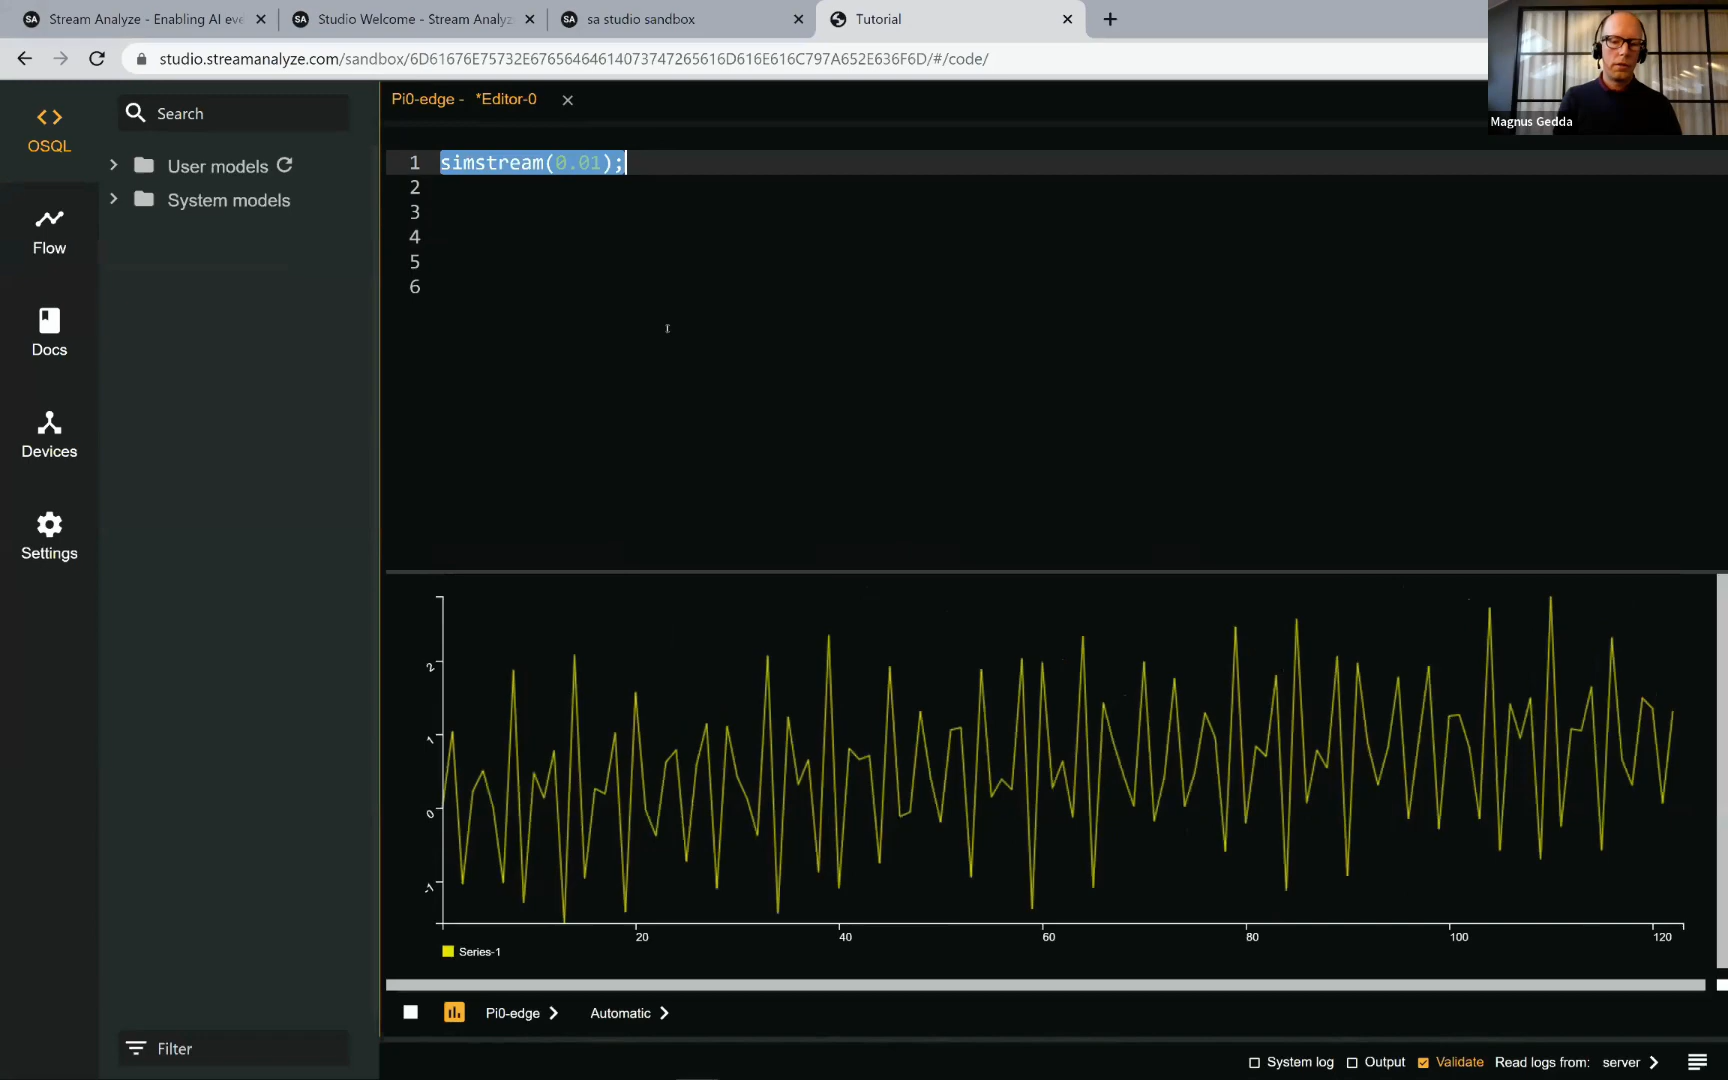 Stream Analyze - Enabling AI eve
Studio Welcome - Stream Analyz
sa studio sandbox
Tutorial
studio.streamanalyze.com/sandbox/6D61676E75732E67656464614073747265616D616E616C797A652E636F6D/#/code/
Magnus Gedda
OSQL
Flow
Docs
Devices
Settings
Search
User models
System models
Filter
Pi0-edge - *Editor-0
1 simstream(0.01);
2
3
4
5
6
2
1
0
-1
20 40 60 80 100 120
Series-1
Pi0-edge Automatic
System log Output Validate Read logs from: server